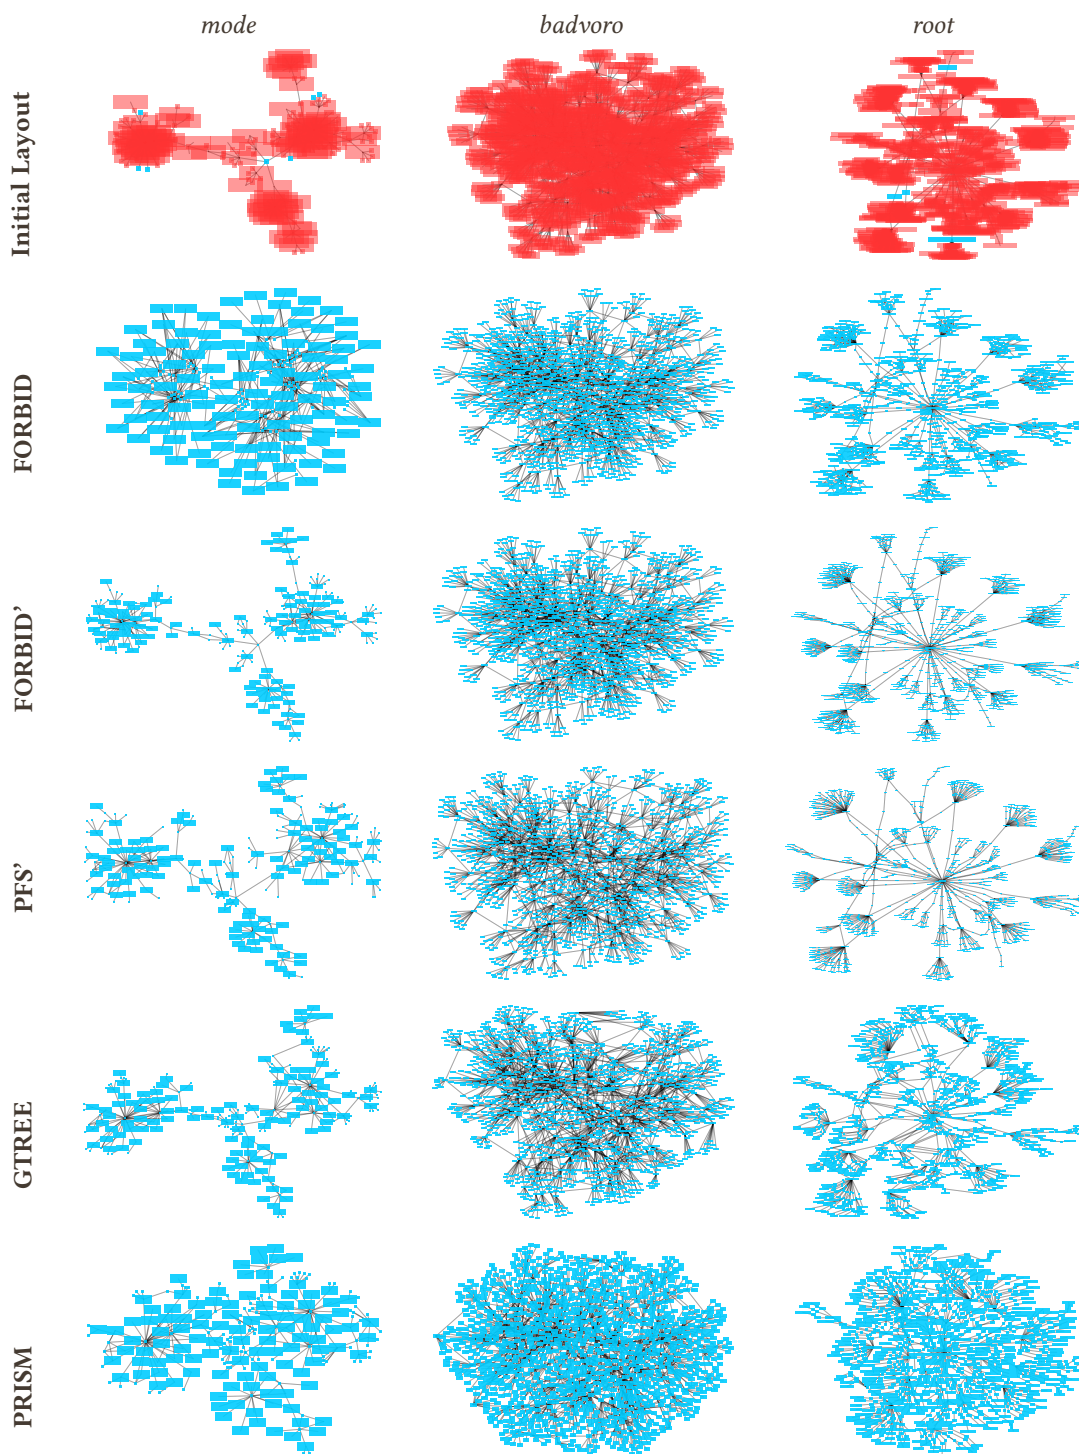 mode badvoro root
Initial Layout
FORBID
FORBID’
PFS’
GTREE
PRISM